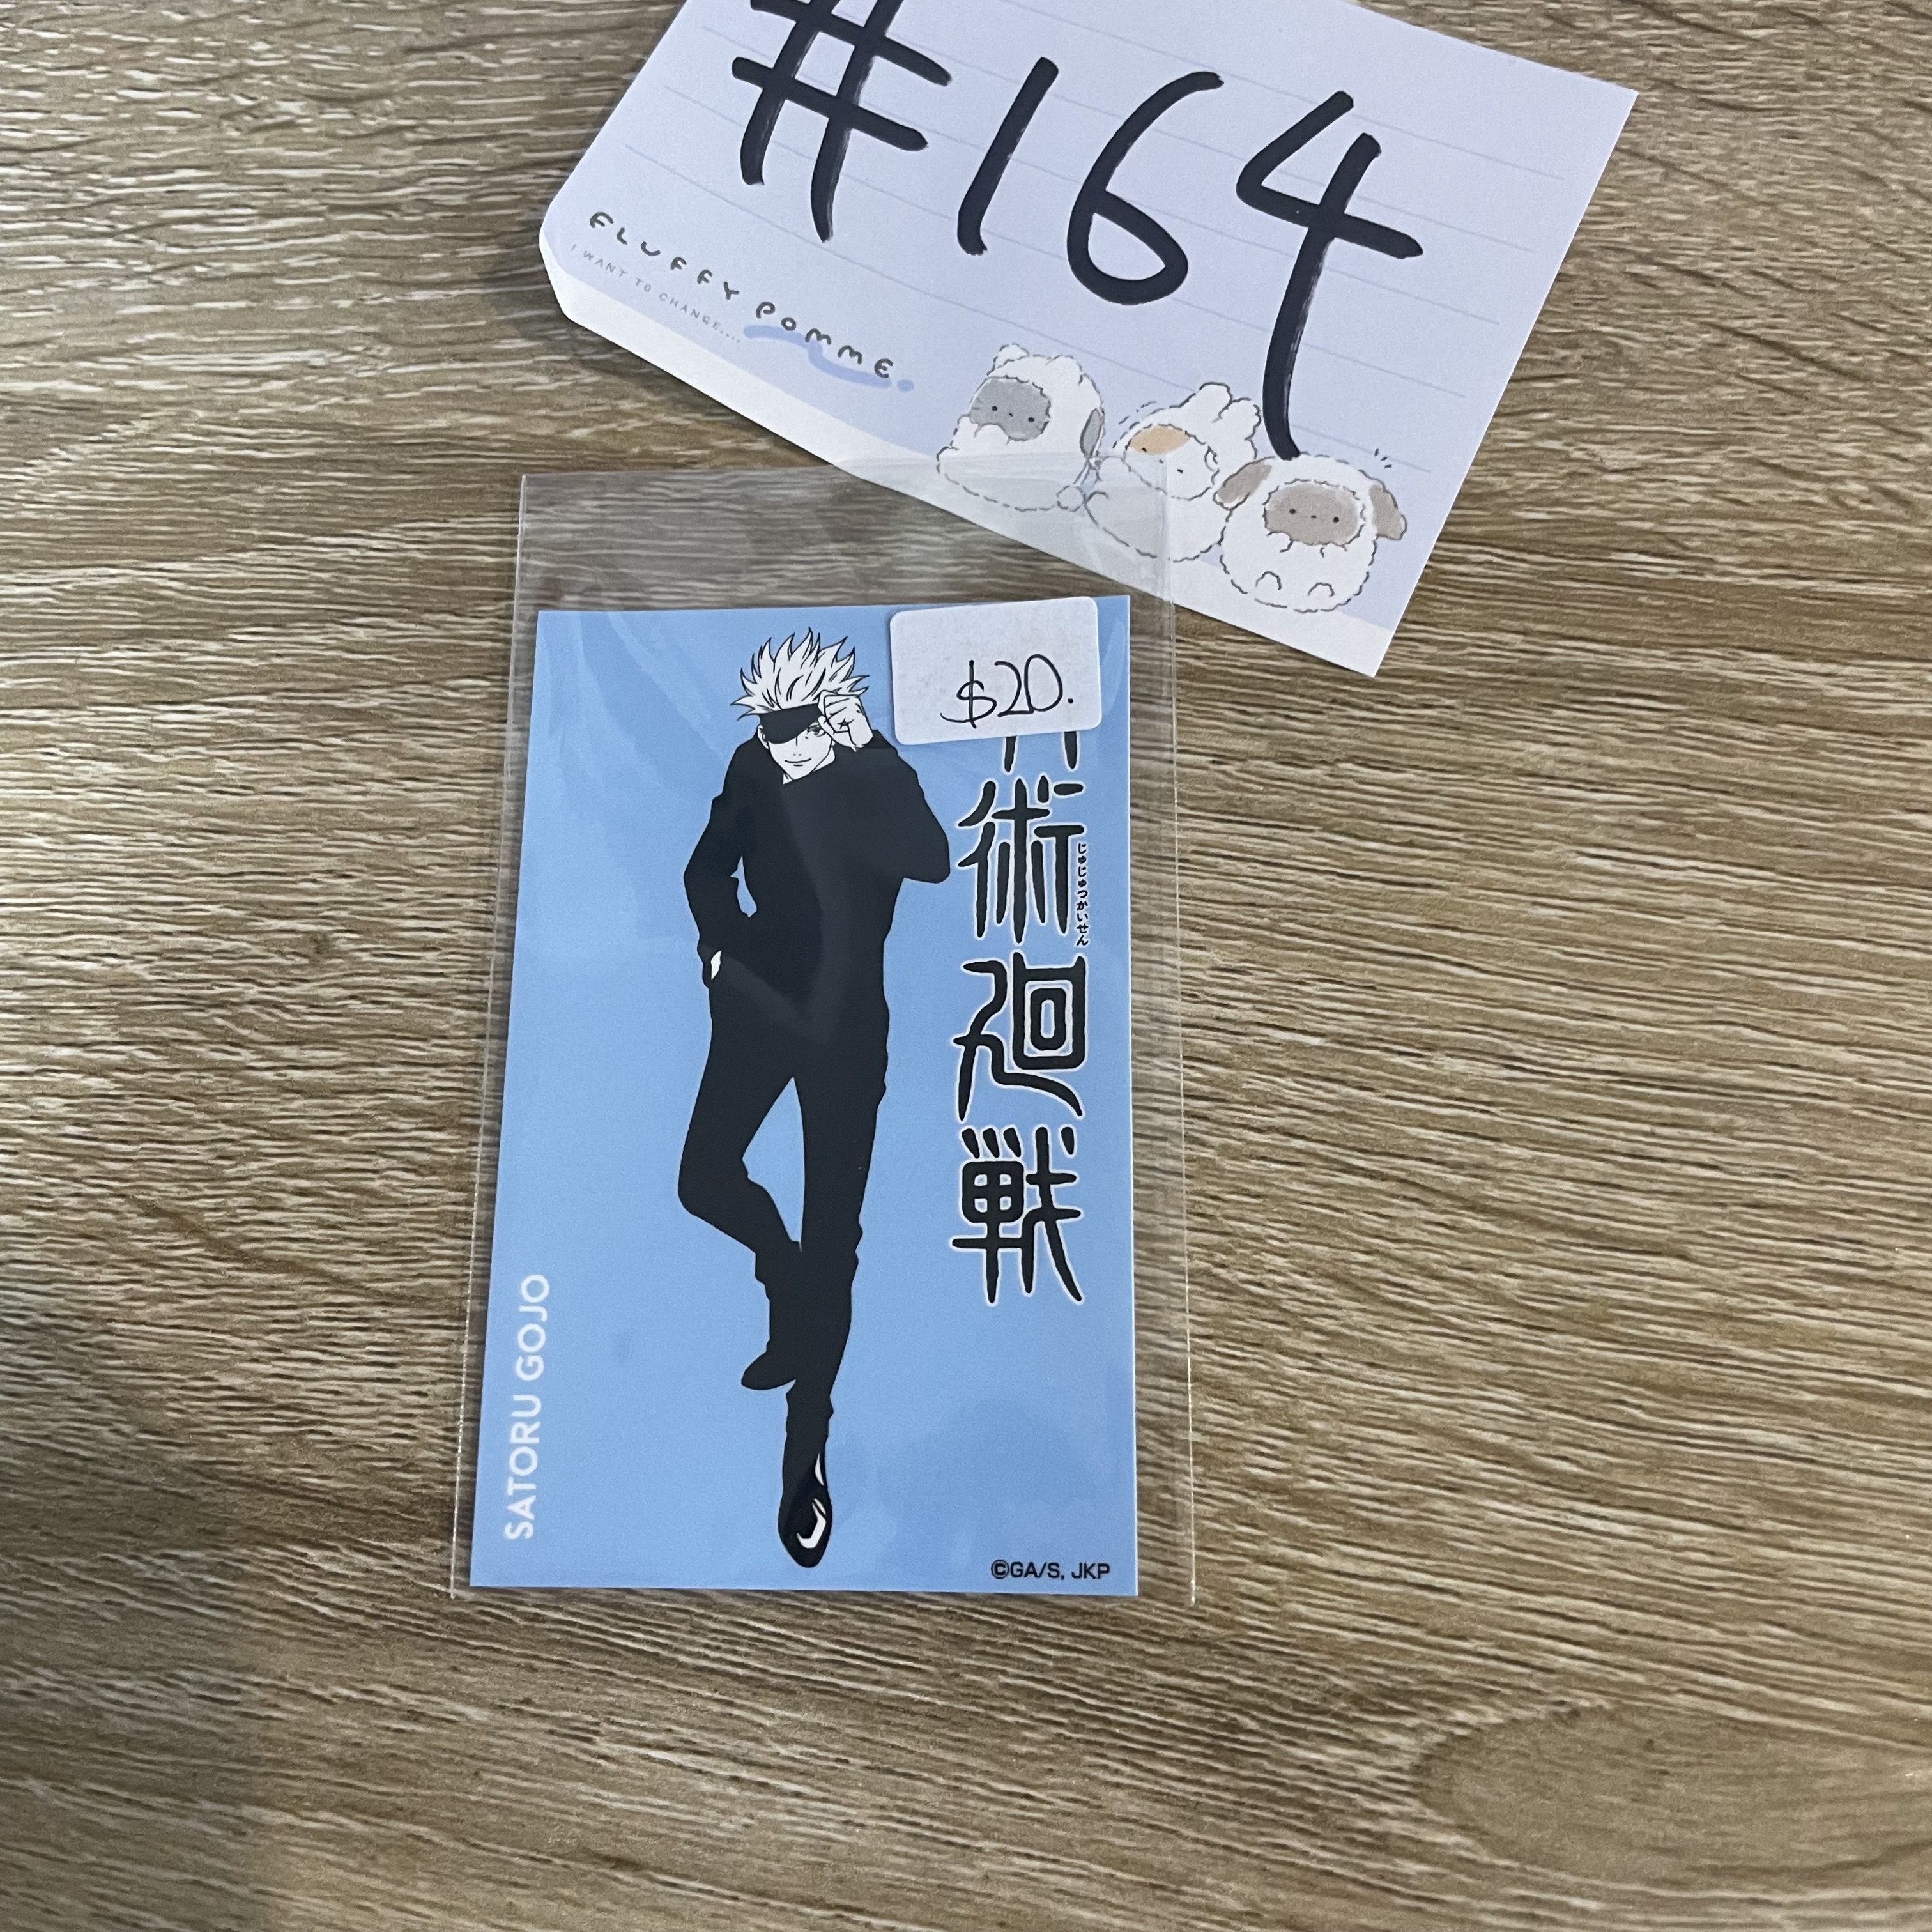 #164
FLUFFY POMME.
I WANT TO CHANGE....
$20.
術廻戦
じゅじゅつかいせん
SATORU GOJO
©GA/S, JKP